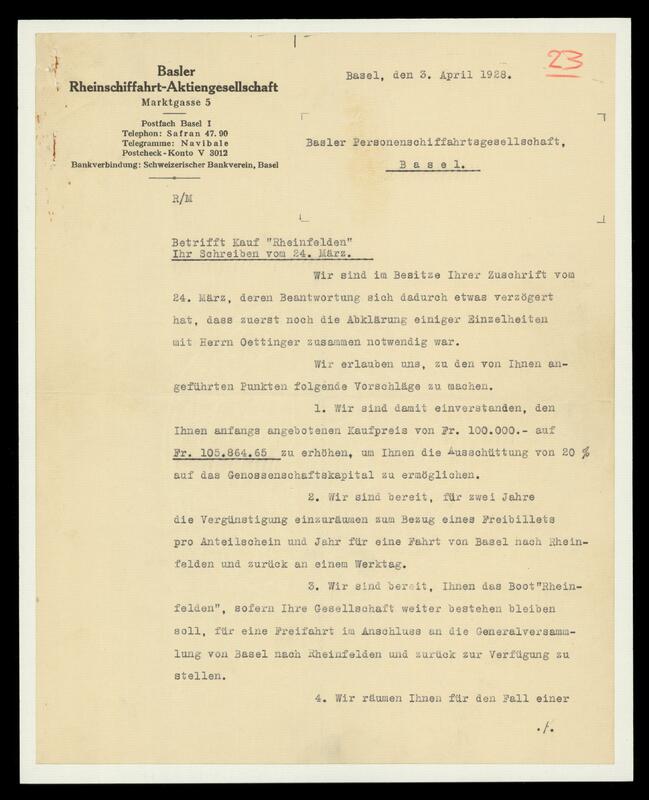 Basler
Rheinschiffahrt-Aktiengesellschaft
Marktgasse 5
Postfach Basel I
Telephon: Safran 47.90
Telegramme: Navibale
Postcheck-Konto V 3012
Bankverbindung: Schweizerischer Bankverein, Basel
23
Basel, den 3. April 1928.
Basler Personenschiffahrtsgesellschaft,
B a s e l.
R/M
Betrifft Kauf "Rheinfelden"
Ihr Schreiben vom 24. März.
Wir sind im Besitze Ihrer Zuschrift vom
24. März, deren Beantwortung sich dadurch etwas verzögert
hat, dass zuerst noch die Abklärung einiger Einzelheiten
mit Herrn Oettinger zusammen notwendig war.
Wir erlauben uns, zu den von Ihnen an-
geführten Punkten folgende Vorschläge zu machen.
1. Wir sind damit einverstanden, den
Ihnen anfangs angebotenen Kaufpreis von Fr. 100.000.- auf
Fr. 105.864.65 zu erhöhen, um Ihnen die Ausschüttung von 20 %
auf das Genossenschaftskapital zu ermöglichen.
2. Wir sind bereit, für zwei Jahre
die Vergünstigung einzuräumen zum Bezug eines Freibillets
pro Anteilschein und Jahr für eine Fahrt von Basel nach Rhein-
felden und zurück an einem Werktag.
3. Wir sind bereit, Ihnen das Boot"Rhein-
felden", sofern Ihre Gesellschaft weiter bestehen bleiben
soll, für eine Freifahrt im Anschluss an die Generalversamm-
lung von Basel nach Rheinfelden und zurück zur Verfügung zu
stellen.
4. Wir räumen Ihnen für den Fall einer
./.